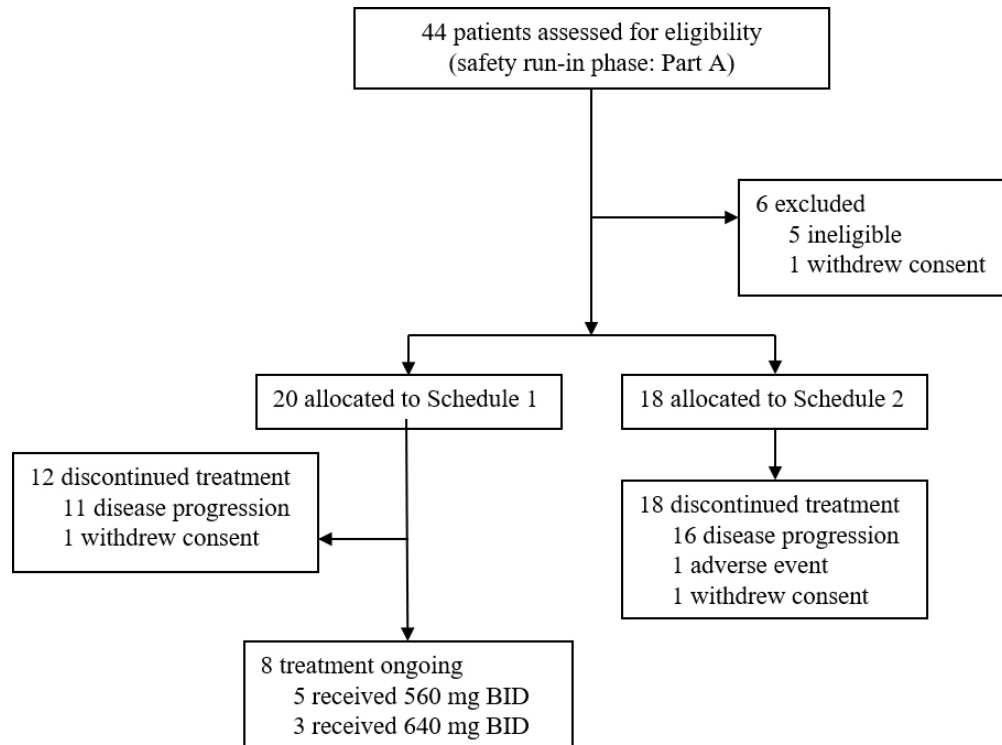 44 patients assessed for eligibility
(safety run-in phase: Part A)
6 excluded
5 ineligible
1 withdrew consent
20 allocated to Schedule 1
18 allocated to Schedule 2
12 discontinued treatment
11 disease progression
1 withdrew consent
18 discontinued treatment
16 disease progression
1 adverse event
1 withdrew consent
8 treatment ongoing
5 received 560 mg BID
3 received 640 mg BID